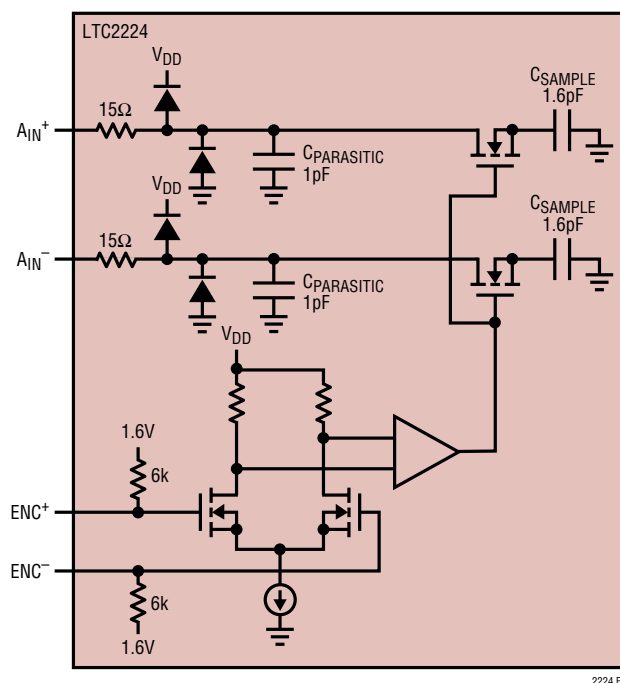 LTC2224
VDD
CSAMPLE
1.6pF
15Ω
AIN+
CPARASITIC
1pF
VDD
CSAMPLE
1.6pF
15Ω
AIN−
CPARASITIC
1pF
VDD
1.6V
6k
ENC+
ENC−
6k
1.6V
2224 F